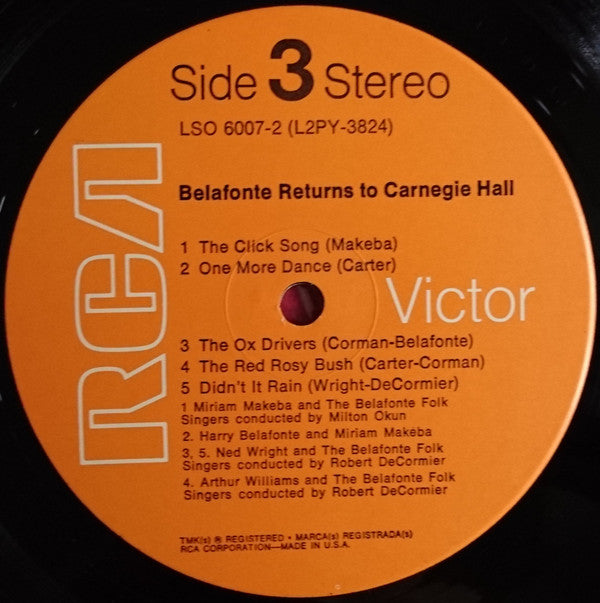 Side 3 Stereo
LSO 6007-2 (L2PY-3824)
RCA
Belafonte Returns to Carnegie Hall
1 The Click Song (Makeba)
2 One More Dance (Carter)
Victor
3 The Ox Drivers (Corman-Belafonte)
4 The Red Rosy Bush (Carter-Corman)
5 Didn't It Rain (Wright-DeCormier)
1 Miriam Makeba and The Belafonte Folk
Singers conducted by Milton Okun
2. Harry Belafonte and Miriam Makeba
3, 5. Ned Wright and The Belafonte Folk
Singers conducted by Robert DeCormier
4. Arthur Williams and The Belafonte Folk
Singers conducted by Robert DeCormier
TMK(s) ® REGISTERED • MARCA(s) REGISTRADA(s)
RCA CORPORATION—MADE IN U.S.A.